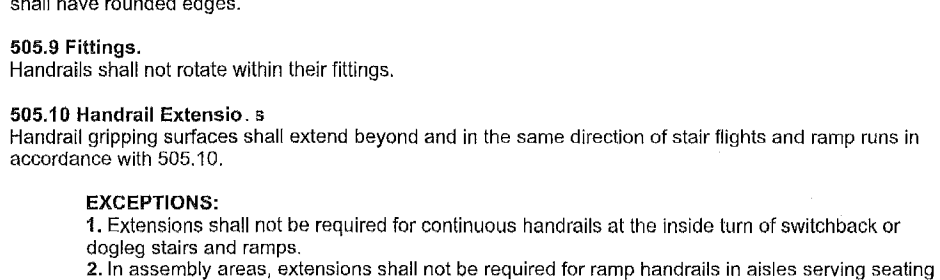 shall have rounded edges.
505.9 Fittings.
Handrails shall not rotate within their fittings.
505.10 Handrail Extensio. s
Handrail gripping surfaces shall extend beyond and in the same direction of stair flights and ramp runs in
accordance with 505.10.
EXCEPTIONS:
1. Extensions shall not be required for continuous handrails at the inside turn of switchback or
dogleg stairs and ramps.
2. In assembly areas, extensions shall not be required for ramp handrails in aisles serving seating